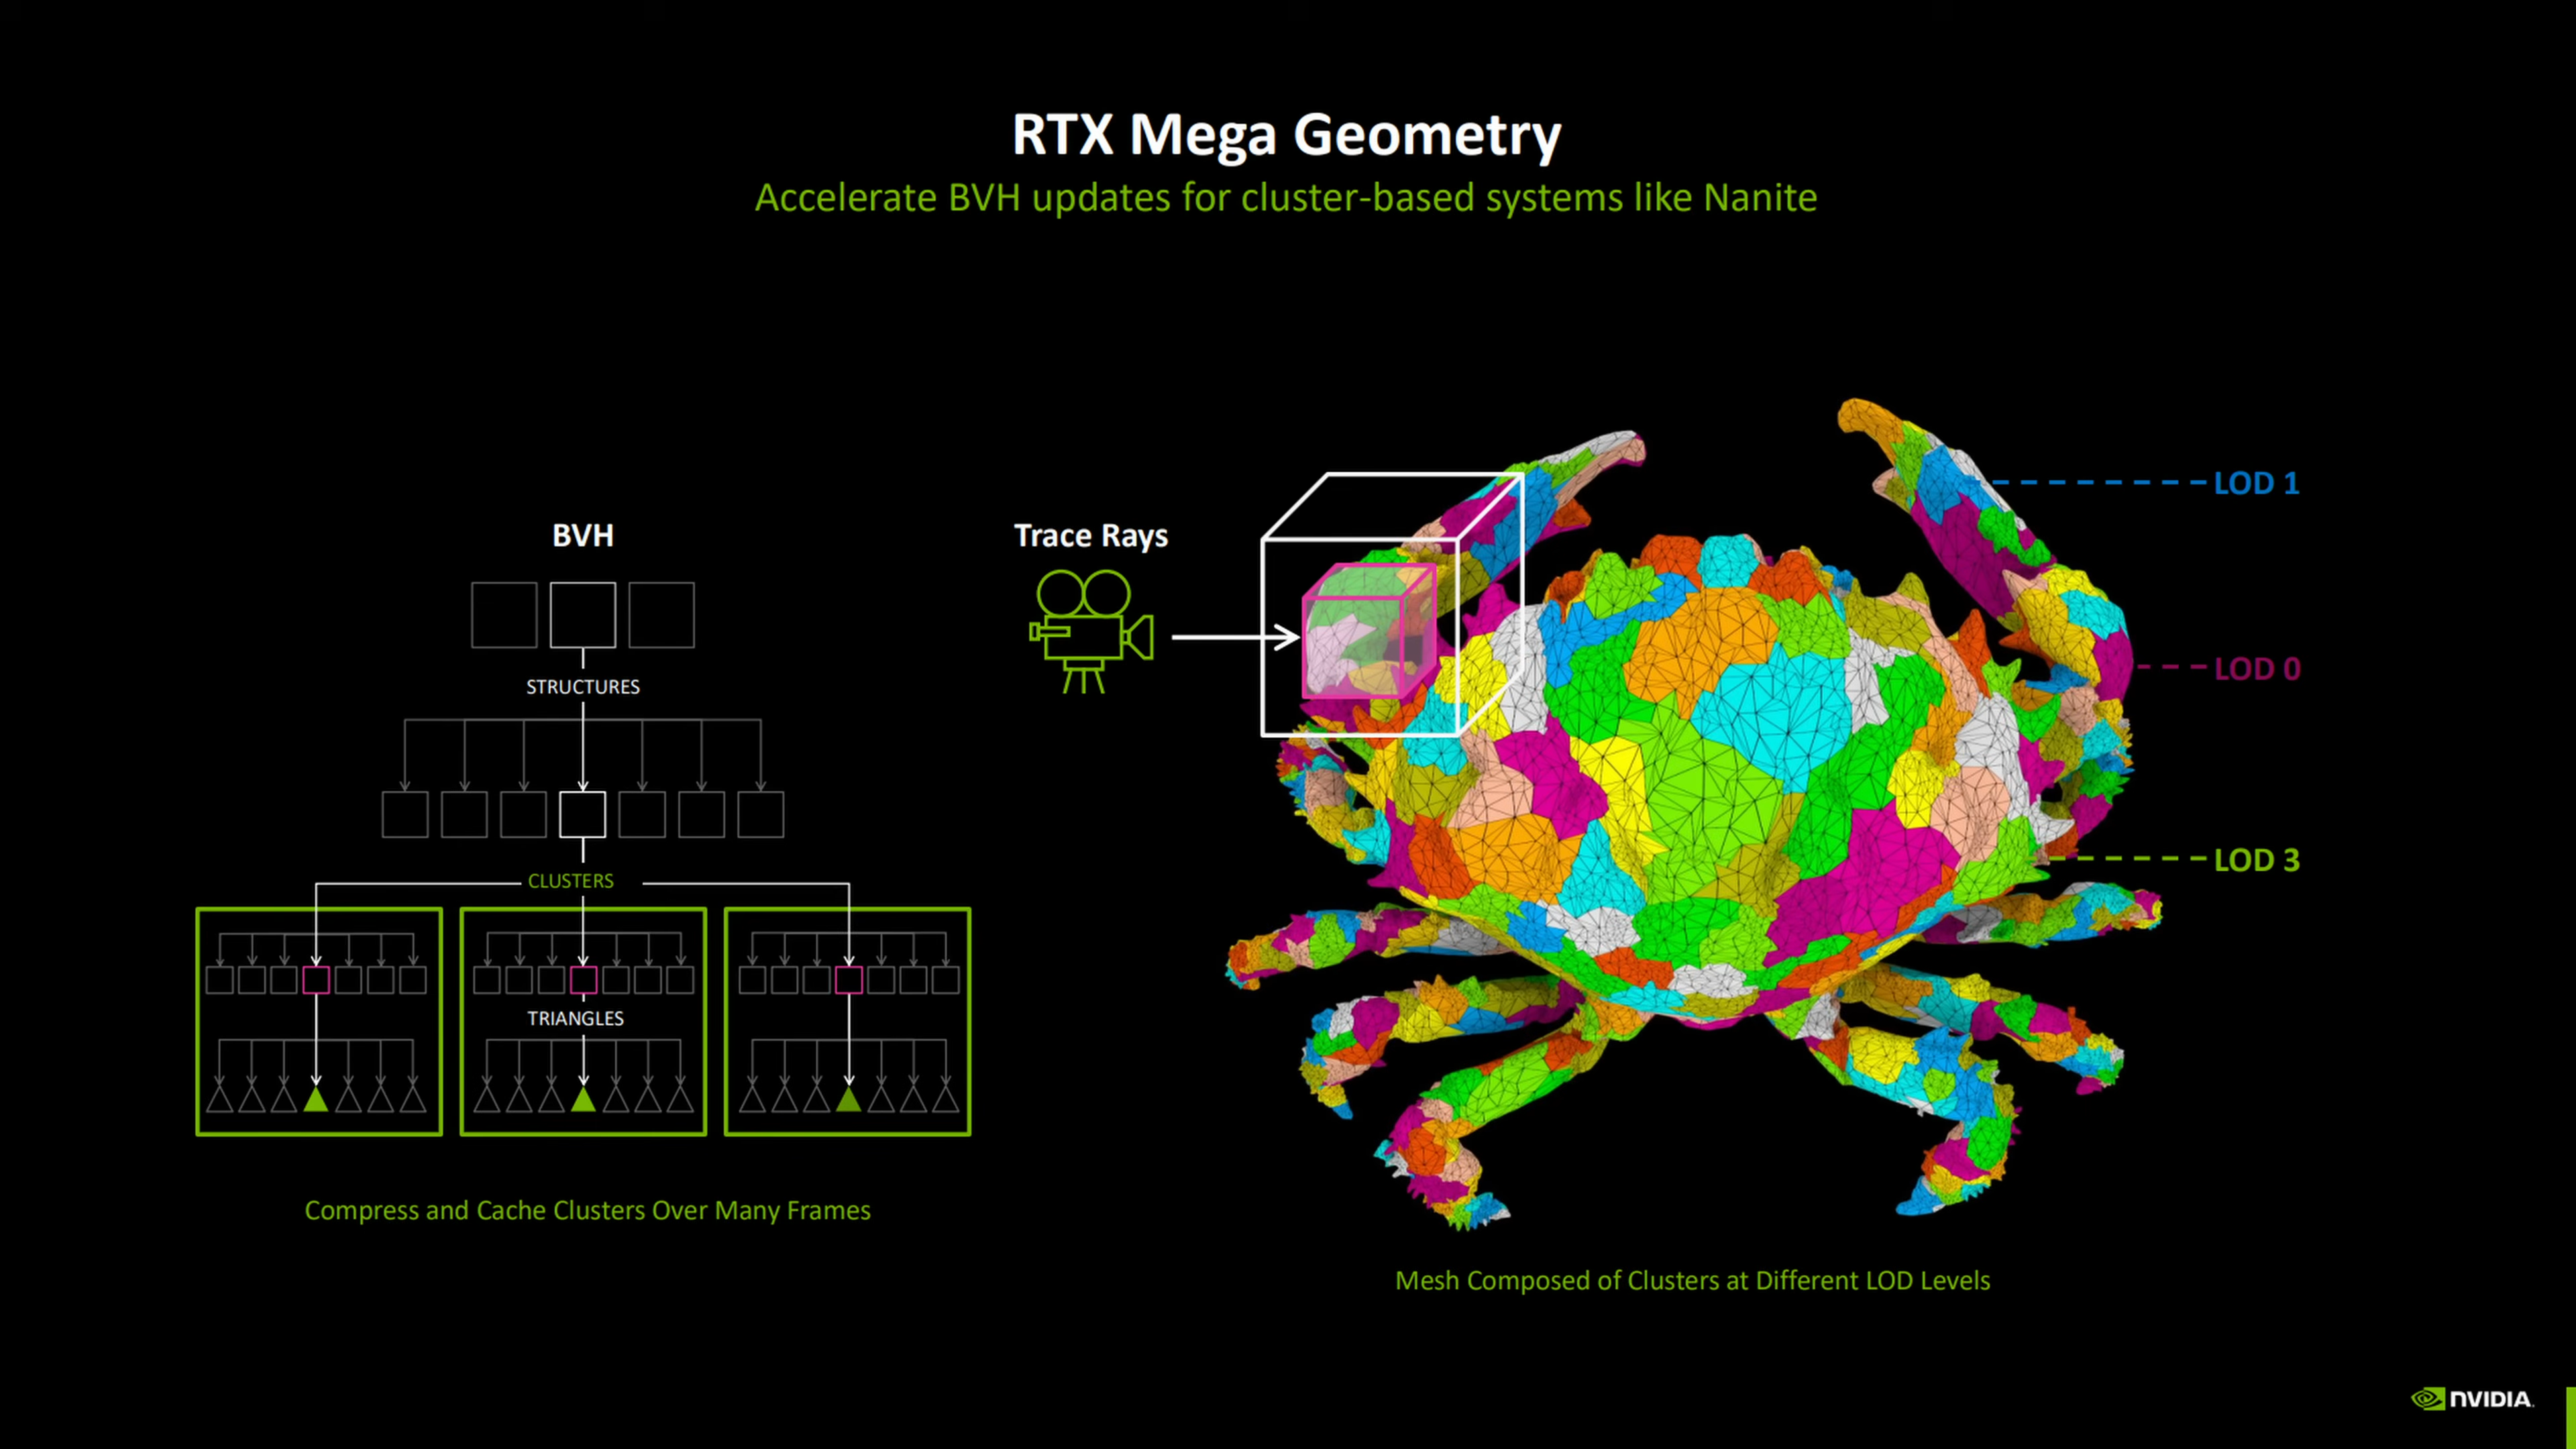 RTX Mega Geometry
Accelerate BVH updates for cluster-based systems like Nanite
BVH
STRUCTURES
CLUSTERS
TRIANGLES
Compress and Cache Clusters Over Many Frames
Trace Rays
LOD 1
LOD 0
LOD 3
Mesh Composed of Clusters at Different LOD Levels
NVIDIA.